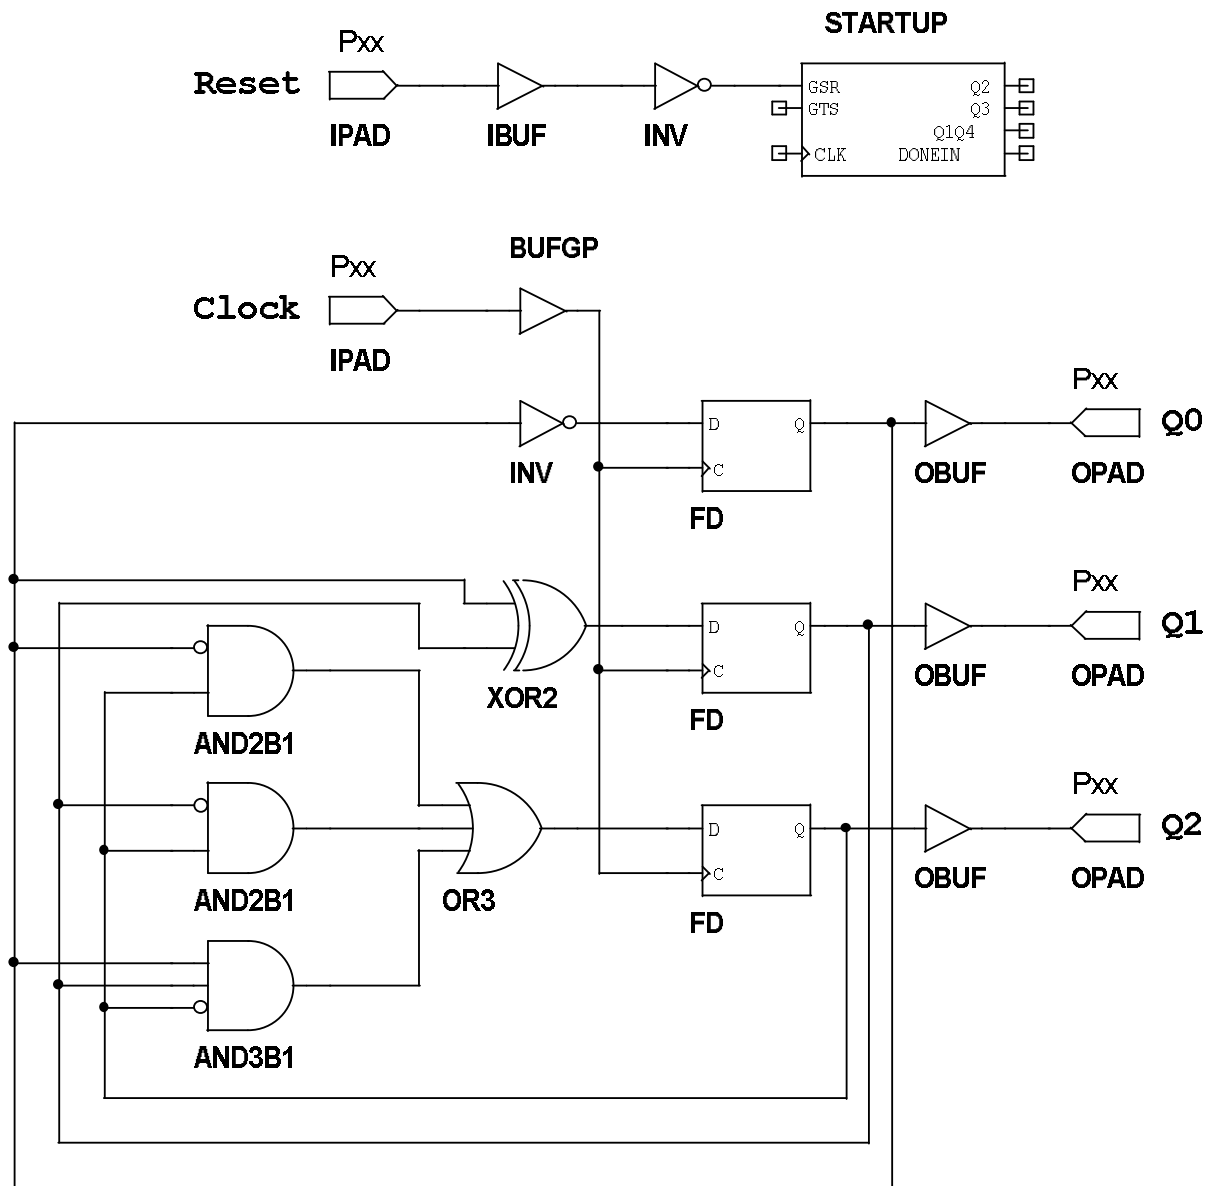 STARTUP
Pxx
Reset
GSR Q2
GTS Q3
Q1Q4
CLK DONEIN
IPAD IBUF INV
BUFGP
Pxx
Clock
IPAD
Pxx
D Q
Q0
C
INV
OBUF OPAD
FD
Pxx
D Q
Q1
C
OBUF OPAD
XOR2
FD
AND2B1
Pxx
D Q
Q2
C
OBUF OPAD
AND2B1 OR3
FD
AND3B1